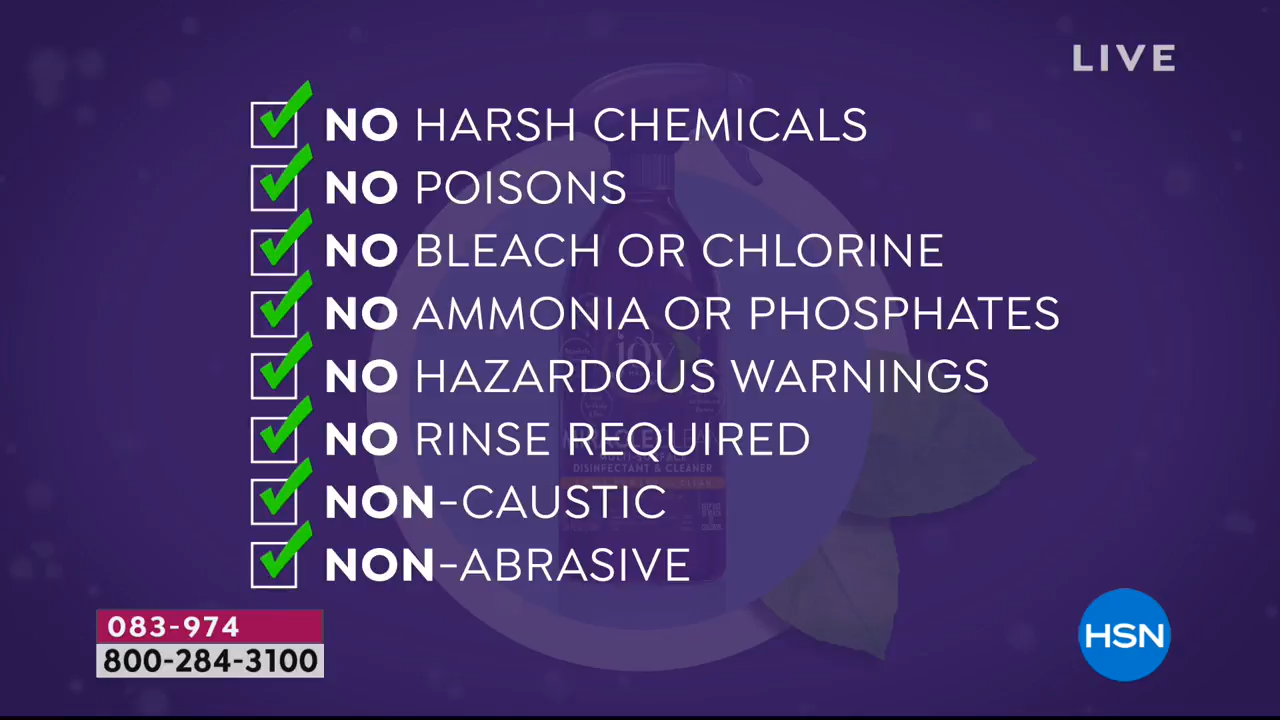 LIVE
NO HARSH CHEMICALS
NO POISONS
NO BLEACH OR CHLORINE
NO AMMONIA OR PHOSPHATES
NO HAZARDOUS WARNINGS
NO RINSE REQUIRED
NON-CAUSTIC
NON-ABRASIVE
joy
DISINFECTANT & CLEANER
083-974
800-284-3100
HSN